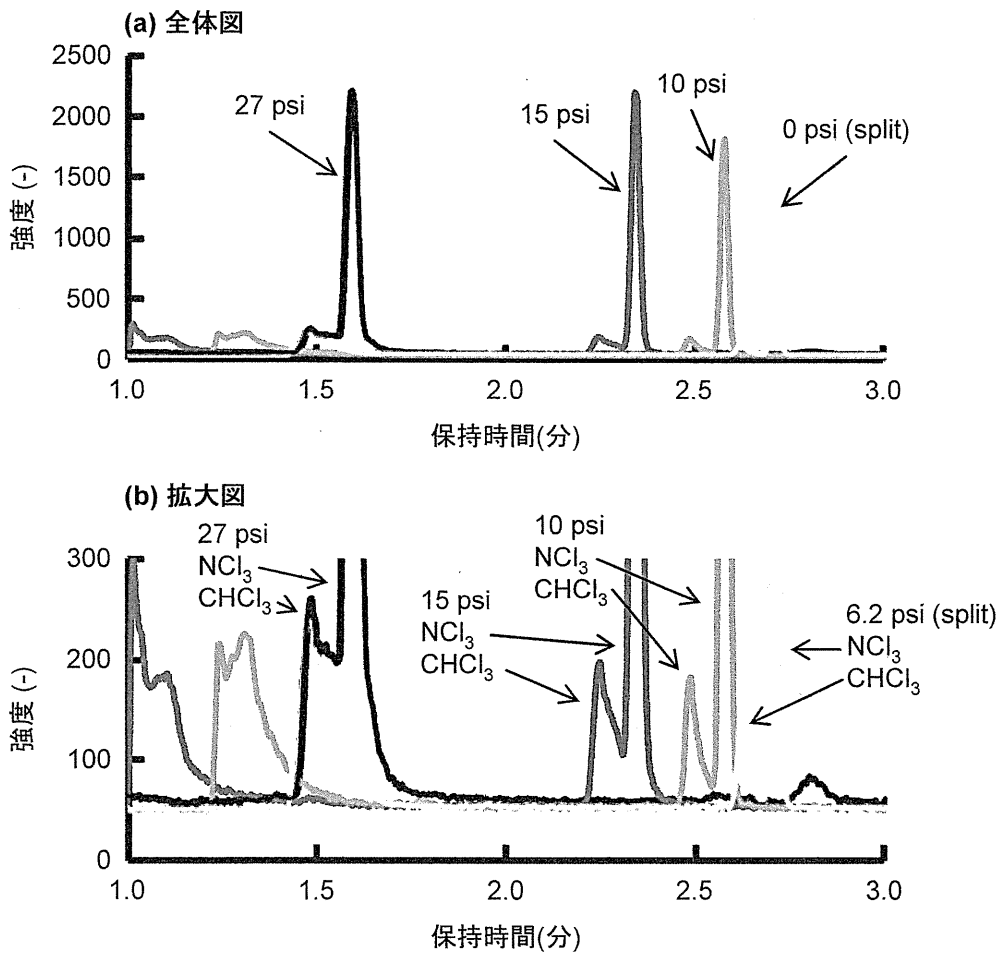 (a) 全体図
2500
2000
1500
1000
500
0
強度 (-)
27 psi
15 psi
10 psi
0 psi (split)
1.0
1.5
2.0
2.5
3.0
保持時間(分)
(b) 拡大図
300
200
100
0
強度 (-)
27 psi
NCl₃
CHCl₃
15 psi
NCl₃
CHCl₃
10 psi
NCl₃
CHCl₃
6.2 psi (split)
NCl₃
CHCl₃
1.0
1.5
2.0
2.5
3.0
保持時間(分)